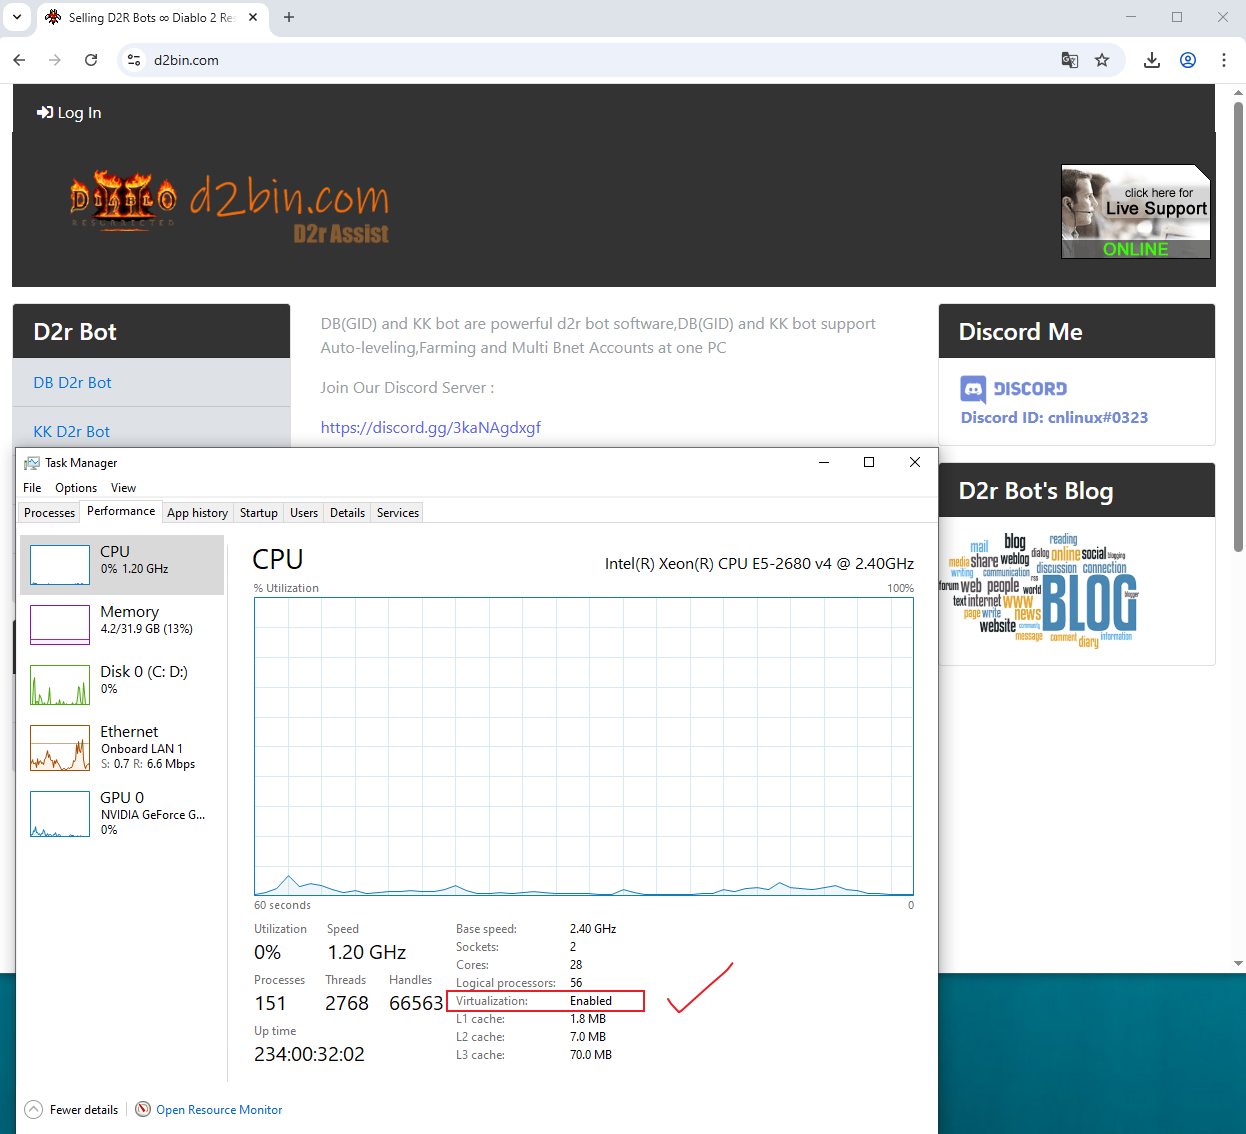 Selling D2R Bots ∞ Diablo 2 Res
d2bin.com
Log In
DIABLO II
RESURRECTED
d2bin.com
D2r Assist
click here for
Live Support
ONLINE
D2r Bot
DB D2r Bot
KK D2r Bot
DB(GID) and KK bot are powerful d2r bot software,DB(GID) and KK bot support
Auto-leveling,Farming and Multi Bnet Accounts at one PC
Join Our Discord Server :
https://discord.gg/3kaNAgdxgf
Discord Me
DISCORD
Discord ID: cnlinux#0323
D2r Bot's Blog
mail
blog
reading
media share weblog
dialog online social blogging
writing communication
discussion connection
rss
forum web people world
blogger
text internet www
BLOG
page write news
website community
message comment diary information
Task Manager
File Options View
Processes Performance App history Startup Users Details Services
CPU
0% 1.20 GHz
Memory
4.2/31.9 GB (13%)
Disk 0 (C: D:)
0%
Ethernet
Onboard LAN 1
S: 0.7 R: 6.6 Mbps
GPU 0
NVIDIA GeForce G...
0%
CPU
Intel(R) Xeon(R) CPU E5-2680 v4 @ 2.40GHz
% Utilization 100%
60 seconds 0
Utilization Speed
0% 1.20 GHz
Processes Threads Handles
151 2768 66563
Up time
234:00:32:02
Base speed: 2.40 GHz
Sockets: 2
Cores: 28
Logical processors: 56
Virtualization: Enabled
L1 cache: 1.8 MB
L2 cache: 7.0 MB
L3 cache: 70.0 MB
Fewer details
Open Resource Monitor